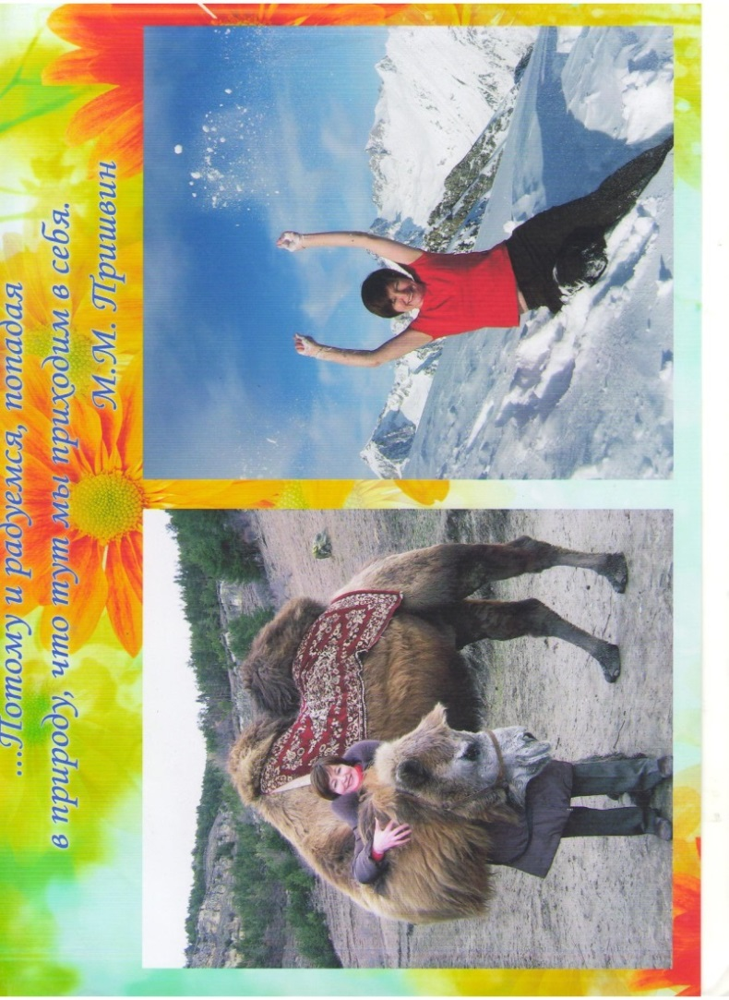 ...Потому и радуемся, попадая
в природу, что тут мы приходим в себя.
М.М. Пришвин